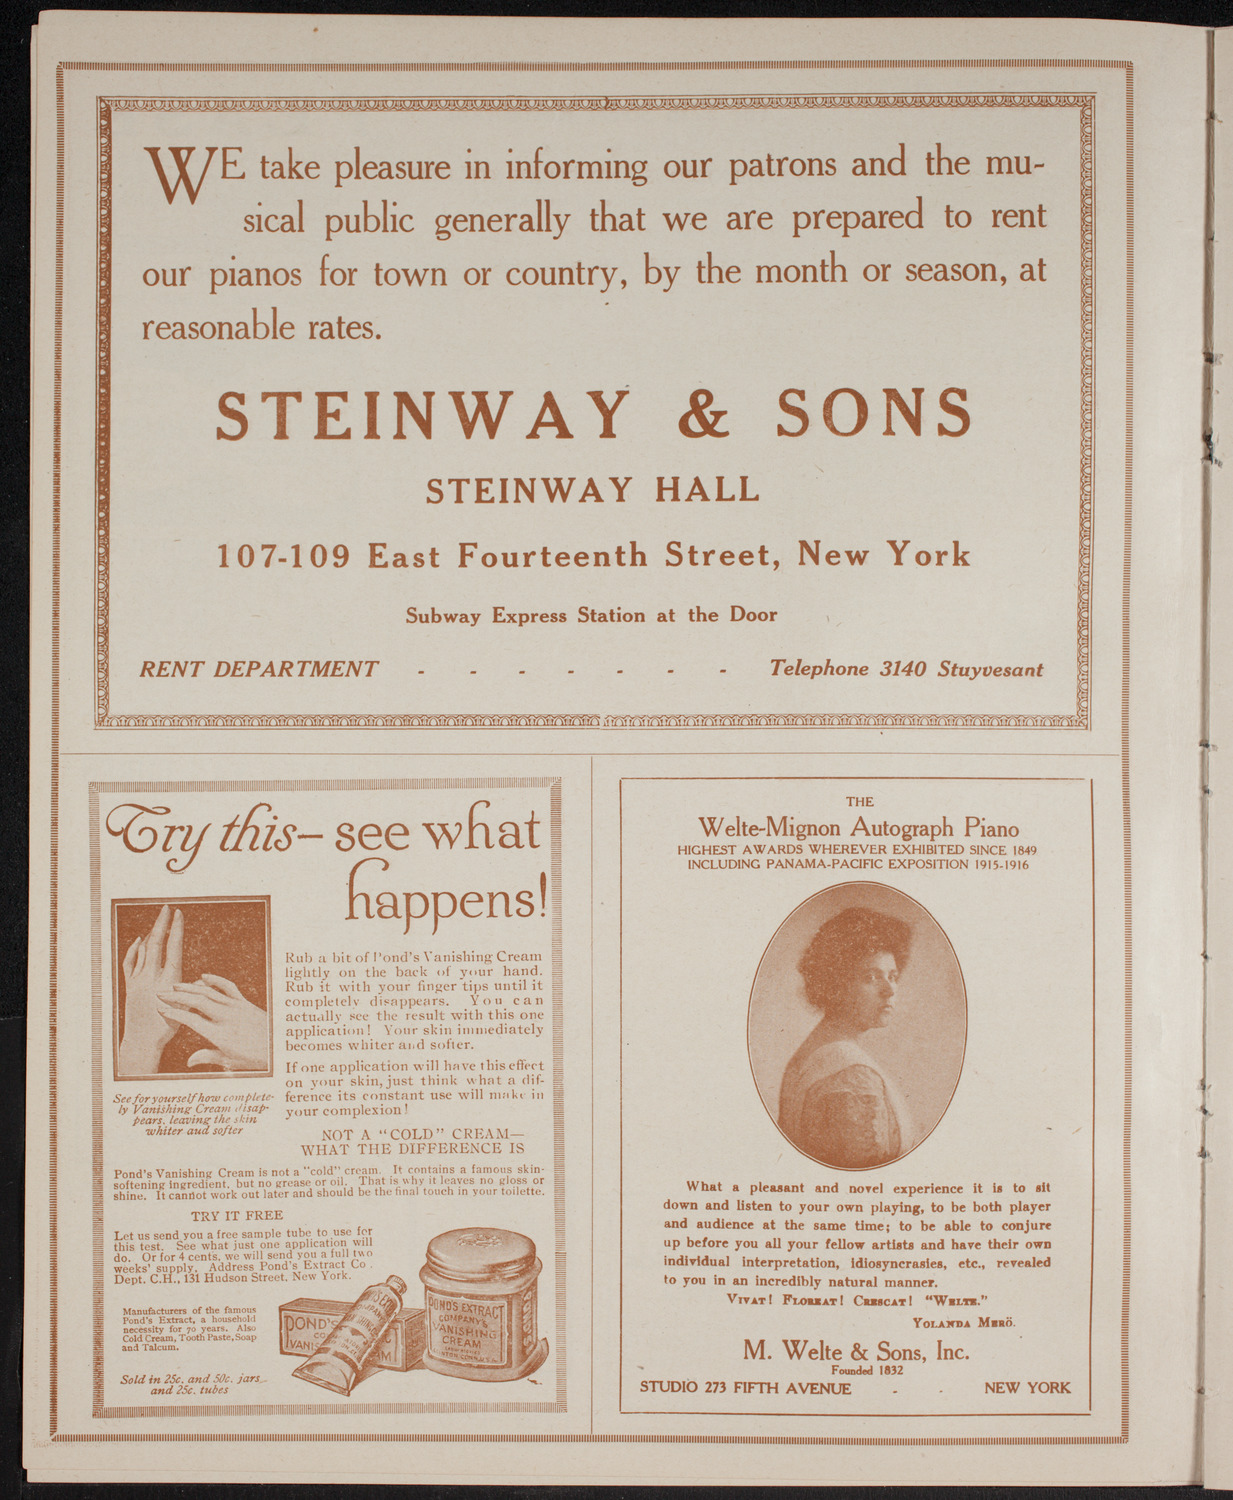 WE take pleasure in informing our patrons and the mu-
sical public generally that we are prepared to rent
our pianos for town or country, by the month or season, at
reasonable rates.
STEINWAY & SONS
STEINWAY HALL
107-109 East Fourteenth Street, New York
Subway Express Station at the Door
RENT DEPARTMENT - - - - - - - Telephone 3140 Stuyvesant
Try this— see what
happens!
Rub a bit of Pond's Vanishing Cream
lightly on the back of your hand.
Rub it with your finger tips until it
completely disappears. You can
actually see the result with this one
application! Your skin immediately
becomes whiter and softer.
If one application will have this effect
on your skin, just think what a dif-
ference its constant use will make in
your complexion!
See for yourself how complete-
ly Vanishing Cream disap-
pears, leaving the skin
whiter and softer
NOT A "COLD" CREAM—
WHAT THE DIFFERENCE IS
Pond's Vanishing Cream is not a "cold" cream. It contains a famous skin-
softening ingredient, but no grease or oil. That is why it leaves no gloss or
shine. It cannot work out later and should be the final touch in your toilette.
TRY IT FREE
Let us send you a free sample tube to use for
this test. See what just one application will
do. Or for 4 cents, we will send you a full two
weeks' supply. Address Pond's Extract Co.
Dept. C.H., 131 Hudson Street, New York.
Manufacturers of the famous
Pond's Extract, a household
necessity for 70 years. Also
Cold Cream, Tooth Paste, Soap
and Talcum.
Sold in 25c. and 50c. jars
and 25c. tubes
POND'S
VANIS
POND'S EXTRACT
COMPANY'S
VANISHING
CREAM
THE
Welte-Mignon Autograph Piano
HIGHEST AWARDS WHEREVER EXHIBITED SINCE 1849
INCLUDING PANAMA-PACIFIC EXPOSITION 1915-1916
What a pleasant and novel experience it is to sit
down and listen to your own playing, to be both player
and audience at the same time; to be able to conjure
up before you all your fellow artists and have their own
individual interpretation, idiosyncrasies, etc., revealed
to you in an incredibly natural manner.
VIVAT! FLOREAT! CRESCAT! "WELTE."
YOLANDA MERÖ.
M. Welte & Sons, Inc.
Founded 1832
STUDIO 273 FIFTH AVENUE - - NEW YORK